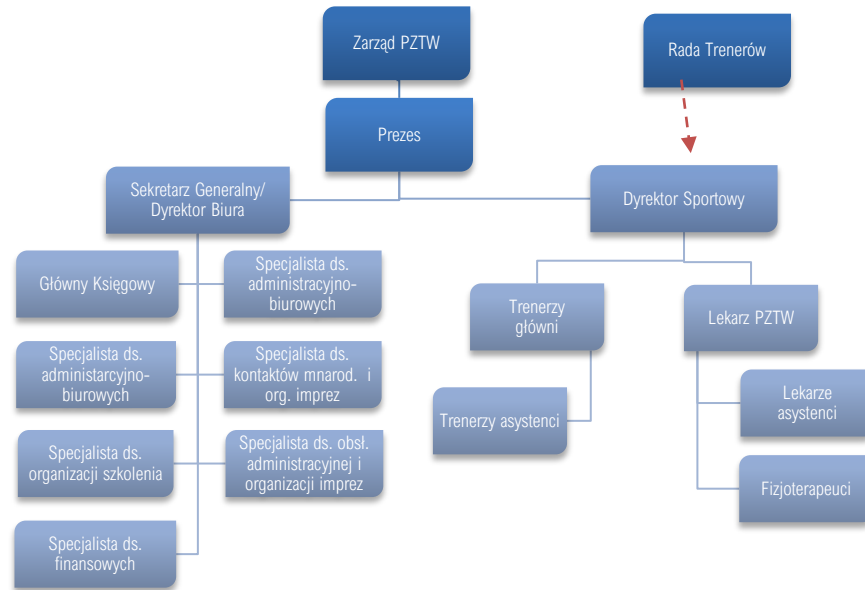 Zarząd PZTW
Rada Trenerów
Prezes
Sekretarz Generalny/
Dyrektor Biura
Dyrektor Sportowy
Główny Księgowy
Specjalista ds.
administracyjno-
biurowych
Trenerzy
główni
Lekarz PZTW
Specjalista ds.
administarcyjno-
biurowych
Specjalista ds.
kontaktów mnarod. i
org. imprez
Trenerzy asystenci
Lekarze
asystenci
Specjalista ds.
organizacji szkolenia
Specjalista ds. obsł.
administracyjnej i
organizacji imprez
Fizjoterapeuci
Specjalista ds.
finansowych